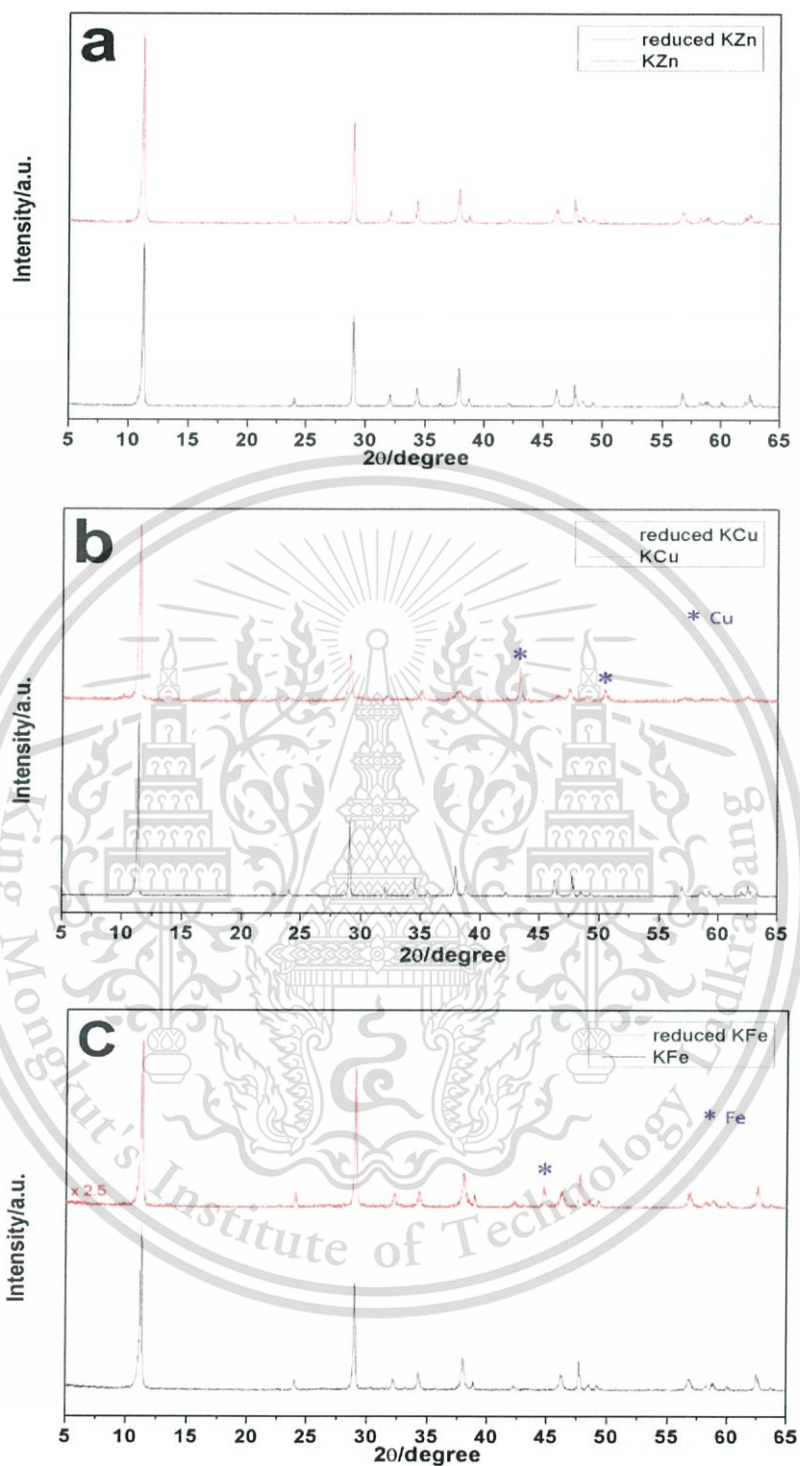 a
reduced KZn
KZn
Intensity/a.u.
5 10 15 20 25 30 35 40 45 50 55 60 65
2θ/degree
b
reduced KCu
KCu
* Cu
*
*
Intensity/a.u.
5 10 15 20 25 30 35 40 45 50 55 60 65
2θ/degree
c
reduced KFe
KFe
* Fe
*
x 2.5
Intensity/a.u.
5 10 15 20 25 30 35 40 45 50 55 60 65
2θ/degree
King Mongkut's Institute of Technology Ladkrabang